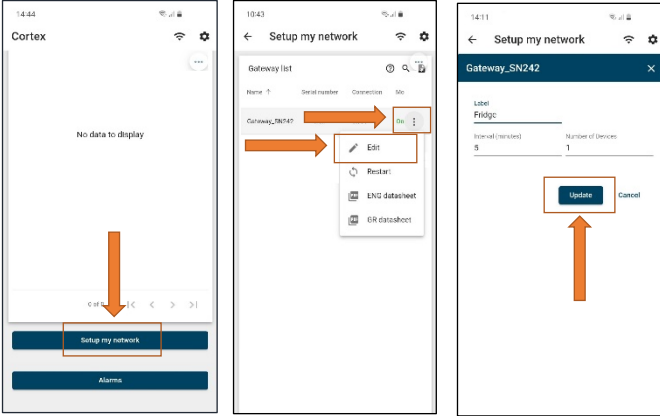 14:44
Cortex
No data to display
0 of 0
Setup my network
Alarms
10:43
Setup my network
Gateway list
Name ↑ Serial number Connection Mo
Gateway_SN242 On
Edit
Restart
ENG datasheet
GR datasheet
14:11
Setup my network
Gateway_SN242
Label
Fridge
Interval (minutes) Number of Devices
5 1
Update Cancel